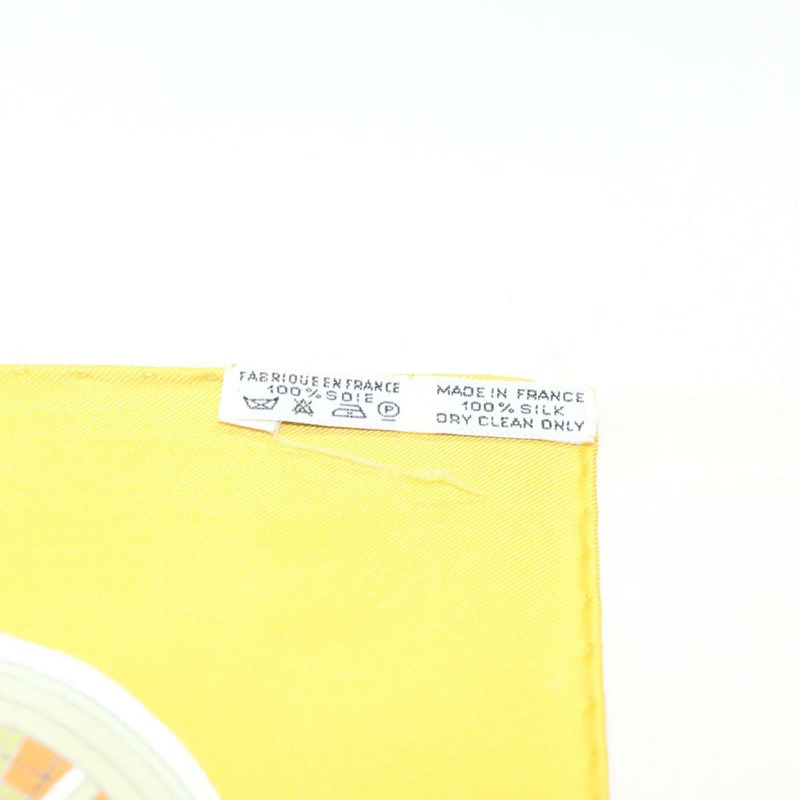 FABRIQUE EN FRANCE
100% SOIE
P
MADE IN FRANCE
100% SILK
DRY CLEAN ONLY